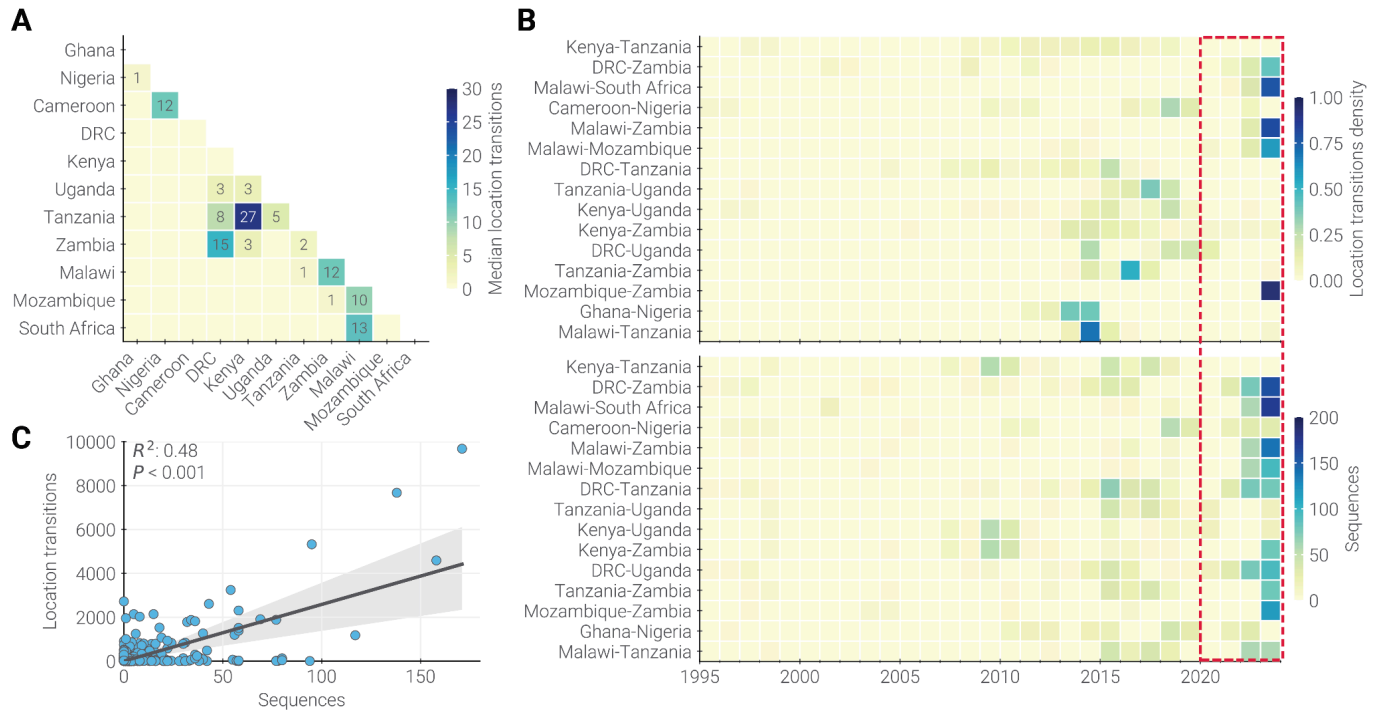 A
Ghana
Nigeria
Cameroon
DRC
Kenya
Uganda
Tanzania
Zambia
Malawi
Mozambique
South Africa
1
12
3 3
8 27 5
15 3 2
1 12
1 10
13
Ghana
Nigeria
Cameroon
DRC
Kenya
Uganda
Tanzania
Zambia
Malawi
Mozambique
South Africa
30
25
20
15
10
5
0
Median location transitions
B
Kenya-Tanzania
DRC-Zambia
Malawi-South Africa
Cameroon-Nigeria
Malawi-Zambia
Malawi-Mozambique
DRC-Tanzania
Tanzania-Uganda
Kenya-Uganda
Kenya-Zambia
DRC-Uganda
Tanzania-Zambia
Mozambique-Zambia
Ghana-Nigeria
Malawi-Tanzania
1.00
0.75
0.50
0.25
0.00
Location transitions density
Kenya-Tanzania
DRC-Zambia
Malawi-South Africa
Cameroon-Nigeria
Malawi-Zambia
Malawi-Mozambique
DRC-Tanzania
Tanzania-Uganda
Kenya-Uganda
Kenya-Zambia
DRC-Uganda
Tanzania-Zambia
Mozambique-Zambia
Ghana-Nigeria
Malawi-Tanzania
1995 2000 2005 2010 2015 2020
200
150
100
50
0
Sequences
C
R²: 0.48
P < 0.001
10000
8000
6000
4000
2000
0
Location transitions
0 50 100 150
Sequences